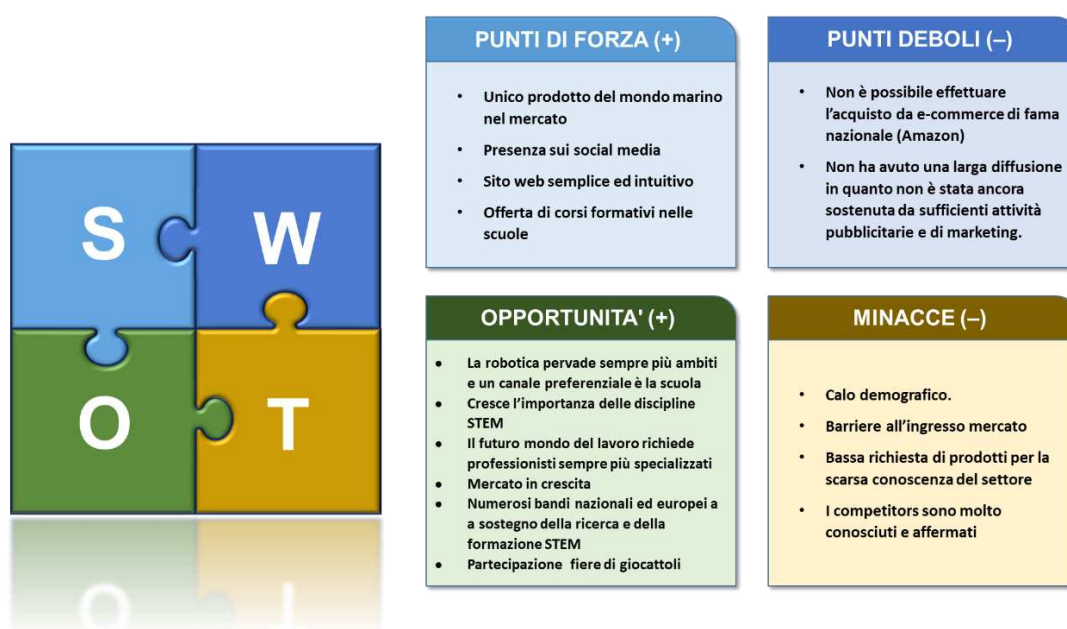 S
W
O
T
PUNTI DI FORZA (+)
• Unico prodotto del mondo marino
nel mercato
• Presenza sui social media
• Sito web semplice ed intuitivo
• Offerta di corsi formativi nelle
scuole
PUNTI DEBOLI (–)
• Non è possibile effettuare
l'acquisto da e-commerce di fama
nazionale (Amazon)
• Non ha avuto una larga diffusione
in quanto non è stata ancora
sostenuta da sufficienti attività
pubblicitarie e di marketing.
OPPORTUNITA' (+)
• La robotica pervade sempre più ambiti
e un canale preferenziale è la scuola
• Cresce l'importanza delle discipline
STEM
• Il futuro mondo del lavoro richiede
professionisti sempre più specializzati
• Mercato in crescita
• Numerosi bandi nazionali ed europei a
a sostegno della ricerca e della
formazione STEM
• Partecipazione fiere di giocattoli
MINACCE (–)
• Calo demografico.
• Barriere all'ingresso mercato
• Bassa richiesta di prodotti per la
scarsa conoscenza del settore
• I competitors sono molto
conosciuti e affermati